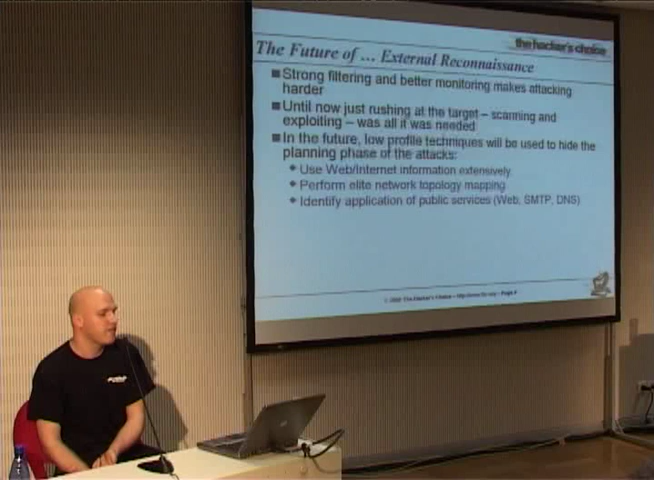 the hacker's choice
The Future of ... External Reconnaissance
Strong filtering and better monitoring makes attacking
harder
Until now just rushing at the target – scanning and
exploiting – was all it was needed
In the future, low profile techniques will be used to hide the
planning phase of the attacks:
Use Web/Internet information extensively
Perform elite network topology mapping
Identify application of public services (Web, SMTP, DNS)
The Hacker's Choice